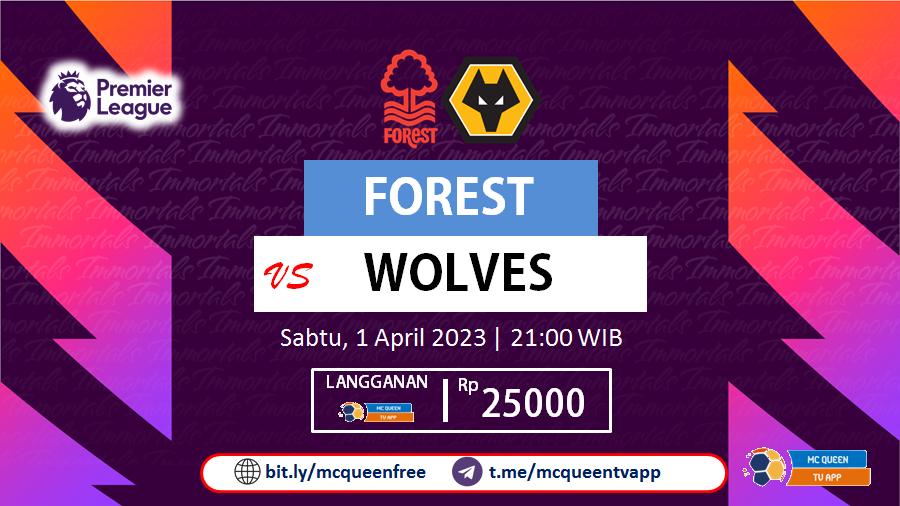 Premier
League
FOREST
FOREST
VS WOLVES
Sabtu, 1 April 2023 | 21:00 WIB
LANGGANAN
MC QUEEN
TV APP
Rp 25000
bit.ly/mcqueenfree
t.me/mcqueentvapp
MC QUEEN
TV APP
Immortals